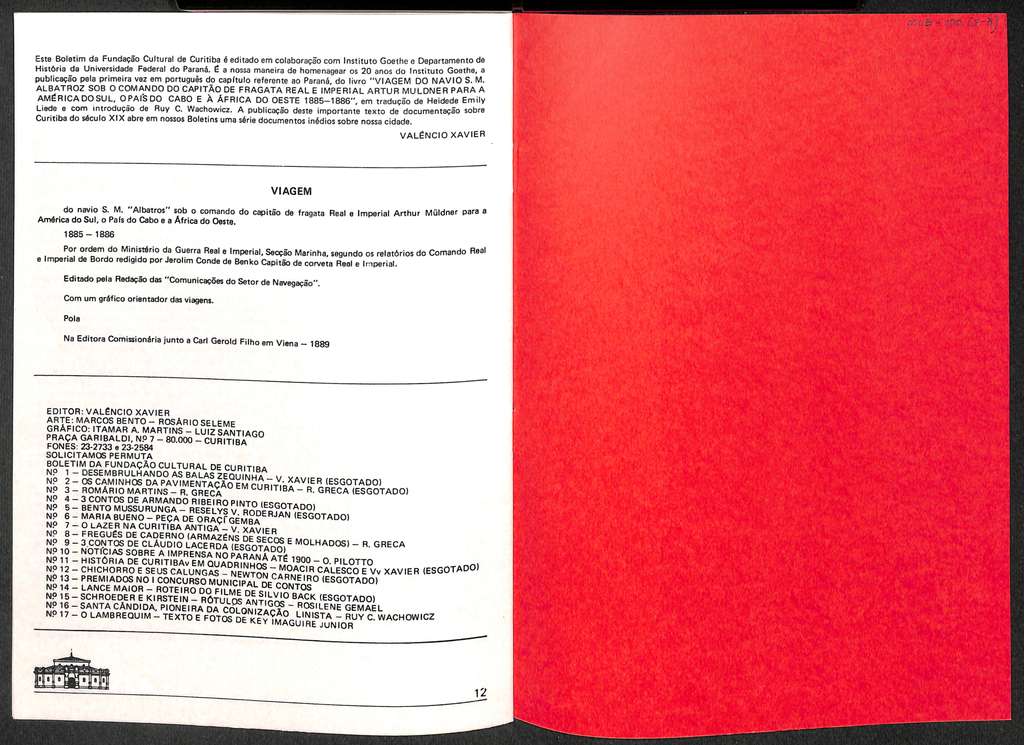 Este Boletim da Fundação Cultural de Curitiba é editado em colaboração com Instituto Goethe e Departamento de
História da Universidade Federal do Paraná. É a nossa maneira de homenagear os 20 anos do Instituto Goethe, a
publicação pela primeira vez em português do capítulo referente ao Paraná, do livro "VIAGEM DO NAVIO S. M.
ALBATROZ SOB O COMANDO DO CAPITÃO DE FRAGATA REAL E IMPERIAL ARTUR MULDNER PARA A
AMÉRICA DO SUL, O PAÍS DO CABO E À ÁFRICA DO OESTE 1885–1886", em tradução de Heidede Emily
Liede e com introdução de Ruy C. Wachowicz. A publicação deste importante texto de documentação sobre
Curitiba do século XIX abre em nossos Boletins uma série documentos inédios sobre nossa cidade.
VALÊNCIO XAVIER
VIAGEM
do navio S. M. "Albatros" sob o comando do capitão de fragata Real e Imperial Arthur Müldner para a
América do Sul, o País do Cabo e a África do Oeste.
1885 – 1886
Por ordem do Ministério da Guerra Real e Imperial, Secção Marinha, segundo os relatórios do Comando Real
e Imperial de Bordo redigido por Jerolim Conde de Benko Capitão de corveta Real e Imperial.
Editado pela Redação das "Comunicações do Setor de Navegação".
Com um gráfico orientador das viagens.
Pola
Na Editora Comissionária junto a Carl Gerold Filho em Viena – 1889
EDITOR: VALÊNCIO XAVIER
ARTE: MARCOS BENTO – ROSÁRIO SELEME
GRÁFICO: ITAMAR A. MARTINS – LUIZ SANTIAGO
PRAÇA GARIBALDI, Nº 7 – 80.000 – CURITIBA
FONES: 23-2733 e 23-2584
SOLICITAMOS PERMUTA
BOLETIM DA FUNDAÇÃO CULTURAL DE CURITIBA
Nº 1 – DESEMBRULHANDO AS BALAS ZEQUINHA – V. XAVIER (ESGOTADO)
Nº 2 – OS CAMINHOS DA PAVIMENTAÇÃO EM CURITIBA – R. GRECA (ESGOTADO)
Nº 3 – ROMÁRIO MARTINS – R. GRECA
Nº 4 – 3 CONTOS DE ARMANDO RIBEIRO PINTO (ESGOTADO)
Nº 5 – BENTO MUSSURUNGA – RESELYS V. RODERJAN (ESGOTADO)
Nº 6 – MARIA BUENO – PEÇA DE ORAÇÍ GEMBA
Nº 7 – O LAZER NA CURITIBA ANTIGA – V. XAVIER
Nº 8 – FREGUÊS DE CADERNO (ARMAZÉNS DE SECOS E MOLHADOS) – R. GRECA
Nº 9 – 3 CONTOS DE CLÁUDIO LACERDA (ESGOTADO)
Nº 10 – NOTÍCIAS SOBRE A IMPRENSA NO PARANÁ ATÉ 1900 – O. PILOTTO
Nº 11 – HISTÓRIA DE CURITIBAv EM QUADRINHOS – MOACIR CALESCO E Vv XAVIER (ESGOTADO)
Nº 12 – CHICHORRO E SEUS CALUNGAS – NEWTON CARNEIRO (ESGOTADO)
Nº 13 – PREMIADOS NO I CONCURSO MUNICIPAL DE CONTOS
Nº 14 – LANCE MAIOR – ROTEIRO DO FILME DE SILVIO BACK (ESGOTADO)
Nº 15 – SCHROEDER E KIRSTEIN – RÓTULOS ANTIGOS – ROSILENE GEMAEL
Nº 16 – SANTA CÂNDIDA, PIONEIRA DA COLONIZAÇÃO LINISTA – RUY C. WACHOWICZ
Nº 17 – O LAMBREQUIM – TEXTO E FOTOS DE KEY IMAGUIRE JUNIOR
12